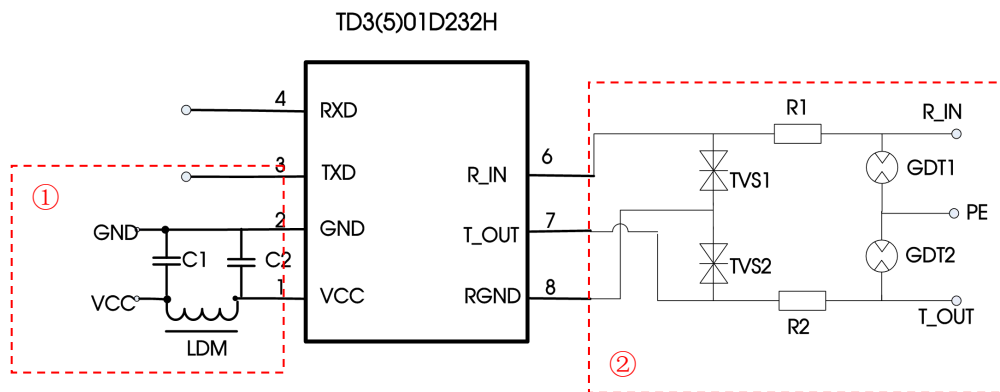 TD3(5)01D232H
4 RXD
3 TXD
2 GND
1 VCC
R_IN 6
T_OUT 7
RGND 8
①
GND
C1 C2
VCC
LDM
R1
R_IN
TVS1
GDT1
PE
TVS2
GDT2
R2
T_OUT
②